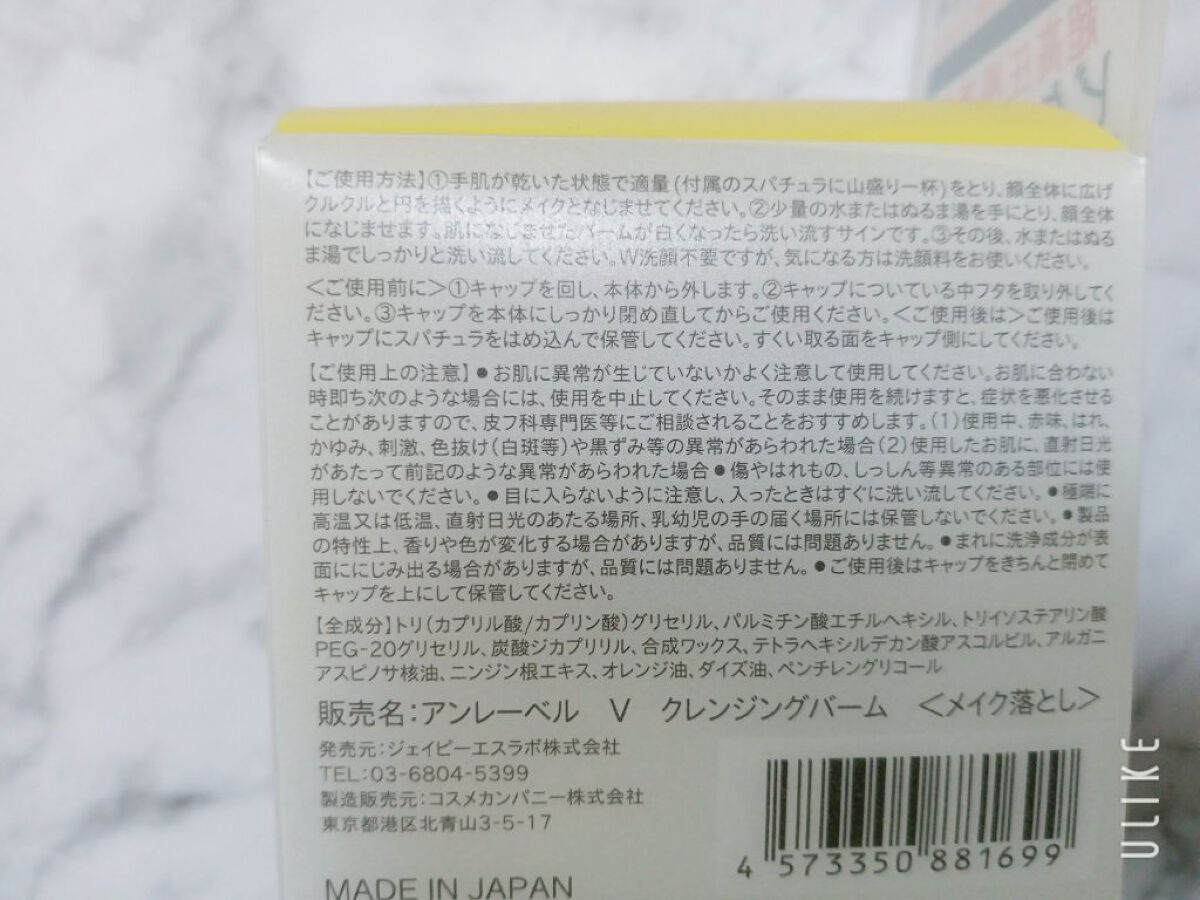 【ご使用方法】①手肌が乾いた状態で適量(付属のスパチュラに山盛り一杯)をとり、顔全体に広げ
クルクルと円を描くようにメイクとなじませてください。②少量の水またはぬるま湯を手にとり、顔全体
になじませます。肌になじませたバームが白くなったら洗い流すサインです。③その後、水またはぬる
ま湯でしっかりと洗い流してください。W洗顔不要ですが、気になる方は洗顔料をお使いください。
<ご使用前に>①キャップを回し、本体から外します。②キャップについている中フタを取り外してく
ださい。③キャップを本体にしっかり閉め直してからご使用ください。<ご使用後は>ご使用後は
キャップにスパチュラをはめ込んで保管してください。すくい取る面をキャップ側にしてください。
【ご使用上の注意】●お肌に異常が生じていないかよく注意して使用してください。お肌に合わない
時即ち次のような場合には、使用を中止してください。そのまま使用を続けますと、症状を悪化させる
ことがありますので、皮フ科専門医等にご相談されることをおすすめします。(1)使用中、赤味、はれ、
かゆみ、刺激、色抜け(白斑等)や黒ずみ等の異常があらわれた場合(2)使用したお肌に、直射日光
があたって前記のような異常があらわれた場合●傷やはれもの、しっしん等異常のある部位には使
用しないでください。●目に入らないように注意し、入ったときはすぐに洗い流してください。●極端に
高温又は低温、直射日光のあたる場所、乳幼児の手の届く場所には保管しないでください。●製品
の特性上、香りや色が変化する場合がありますが、品質には問題ありません。●まれに洗浄成分が表
面ににじみ出る場合がありますが、品質には問題ありません。●ご使用後はキャップをきちんと閉めて
キャップを上にして保管してください。
【全成分】トリ(カプリル酸/カプリン酸)グリセリル、パルミチン酸エチルヘキシル、トリイソステアリン酸
PEG-20グリセリル、炭酸ジカプリリル、合成ワックス、テトラヘキシルデカン酸アスコルビル、アルガニ
アスピノサ核油、ニンジン根エキス、オレンジ油、ダイズ油、ペンチレングリコール
販売名:アンレーベル V クレンジングバーム <メイク落とし>
発売元:ジェイピーエスラボ株式会社
TEL:03-6804-5399
製造販売元:コスメカンパニー株式会社
東京都港区北青山3-5-17
4 573350 881699
MADE IN JAPAN
ULIKE